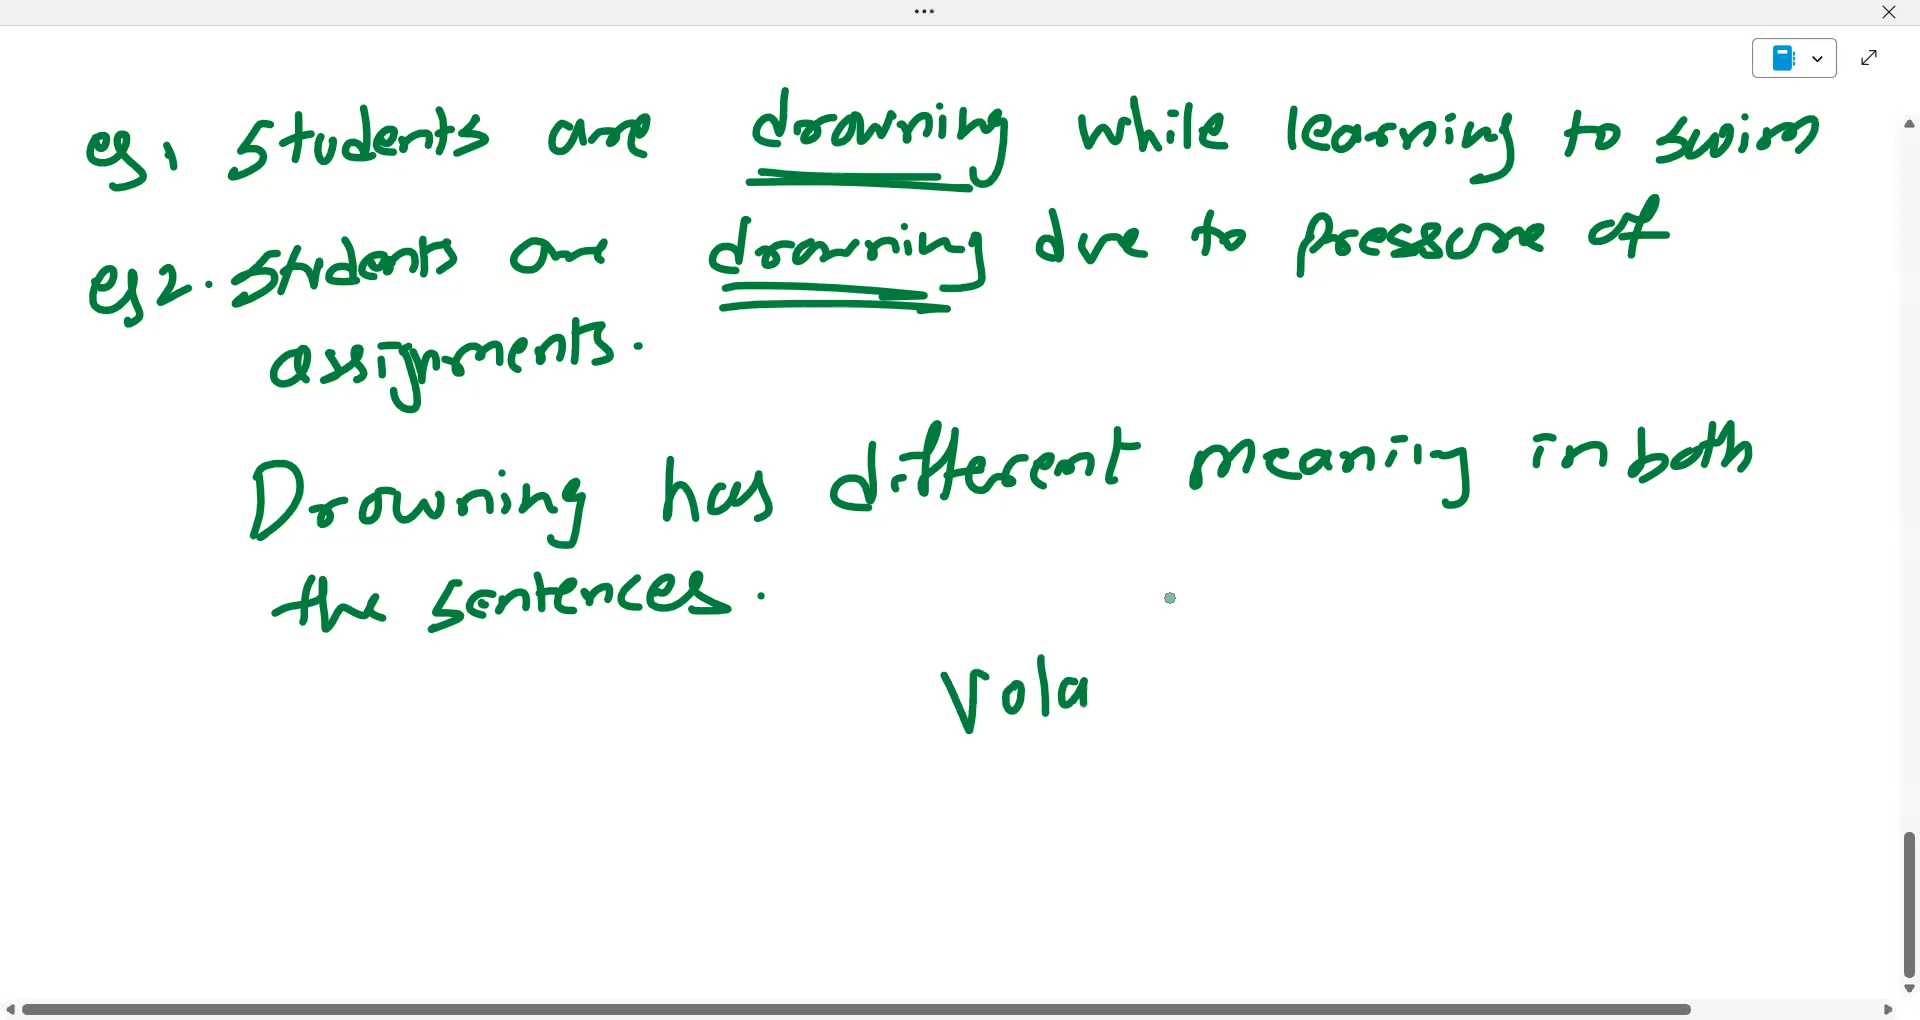 eg 1 Students are drowning while learning to swim
eg 2. Students are drowning due to pressure of
assignments.
Drowning has different meaning in both
the sentences.
Vola